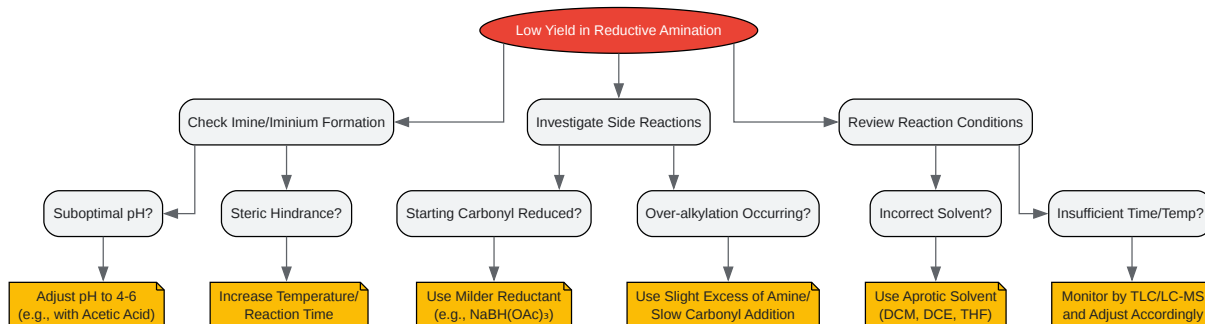 Low Yield in Reductive Amination
Check Imine/Iminium Formation
Investigate Side Reactions
Review Reaction Conditions
Suboptimal pH?
Steric Hindrance?
Starting Carbonyl Reduced?
Over-alkylation Occurring?
Incorrect Solvent?
Insufficient Time/Temp?
Adjust pH to 4-6
(e.g., with Acetic Acid)
Increase Temperature/
Reaction Time
Use Milder Reductant
(e.g., NaBH(OAc)₃)
Use Slight Excess of Amine/
Slow Carbonyl Addition
Use Aprotic Solvent
(DCM, DCE, THF)
Monitor by TLC/LC-MS
and Adjust Accordingly